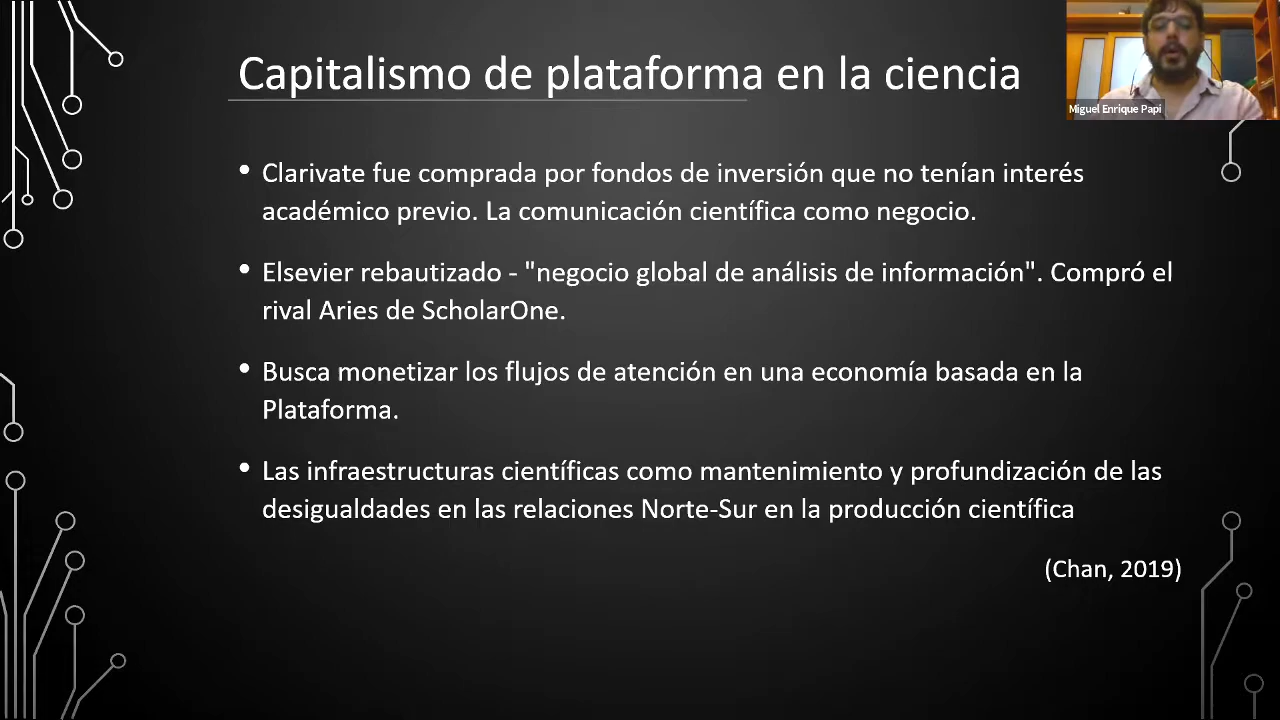 Capitalismo de plataforma en la ciencia
Miguel Enrique Papi
• Clarivate fue comprada por fondos de inversión que no tenían interés
académico previo. La comunicación científica como negocio.
• Elsevier rebautizado - "negocio global de análisis de información". Compró el
rival Aries de ScholarOne.
• Busca monetizar los flujos de atención en una economía basada en la
Plataforma.
• Las infraestructuras científicas como mantenimiento y profundización de las
desigualdades en las relaciones Norte-Sur en la producción científica
(Chan, 2019)